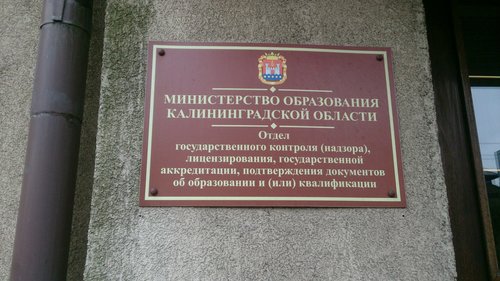 МИНИСТЕРСТВО ОБРАЗОВАНИЯ
КАЛИНИНГРАДСКОЙ ОБЛАСТИ
Отдел
государственного контроля (надзора),
лицензирования, государственной
аккредитации, подтверждения документов
об образовании и (или) квалификации